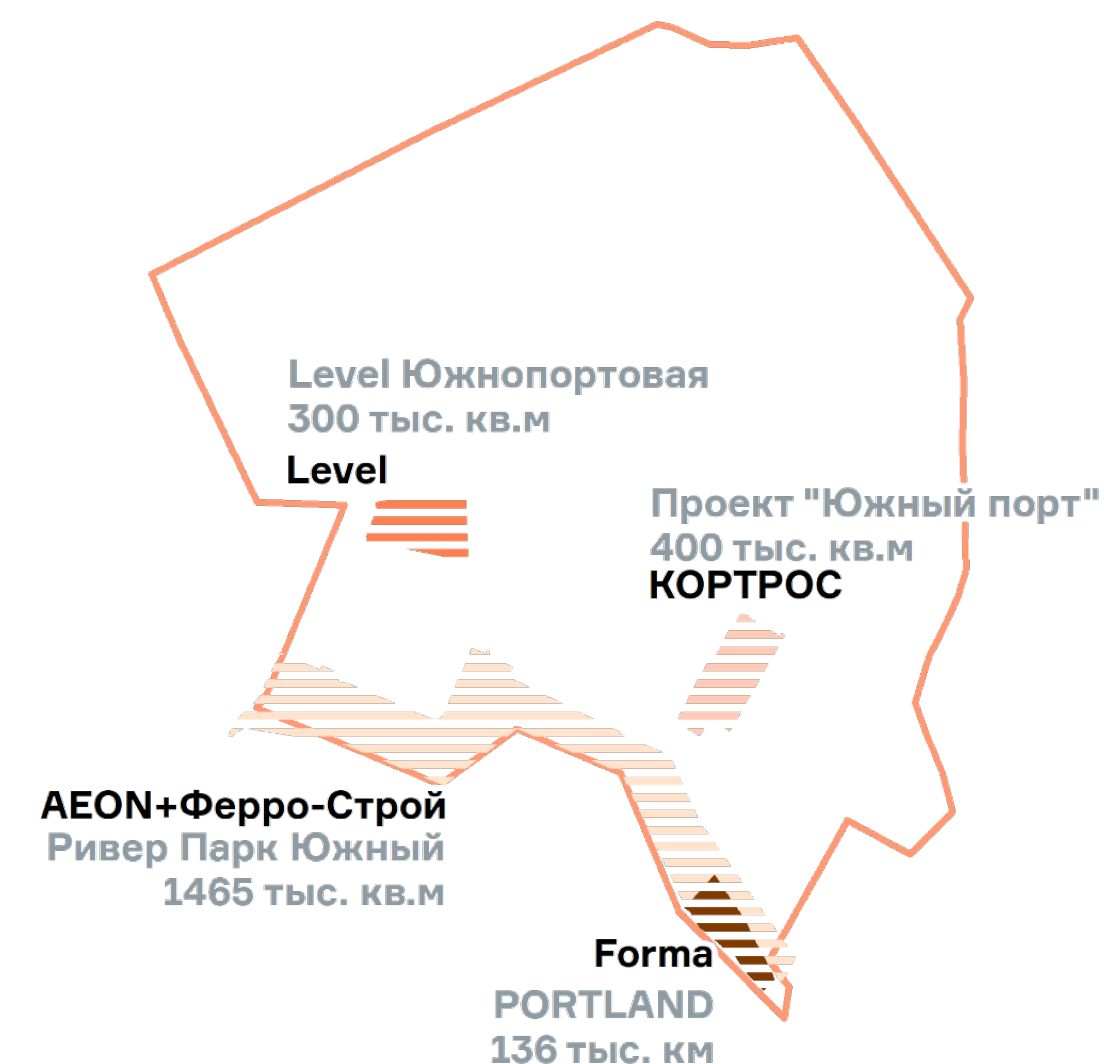 Level Южнопортовая
300 тыс. кв.м
Level
Проект "Южный порт"
400 тыс. кв.м
КОРТРОС
AEON+Ферро-Строй
Ривер Парк Южный
1465 тыс. кв.м
Forma
PORTLAND
136 тыс. км